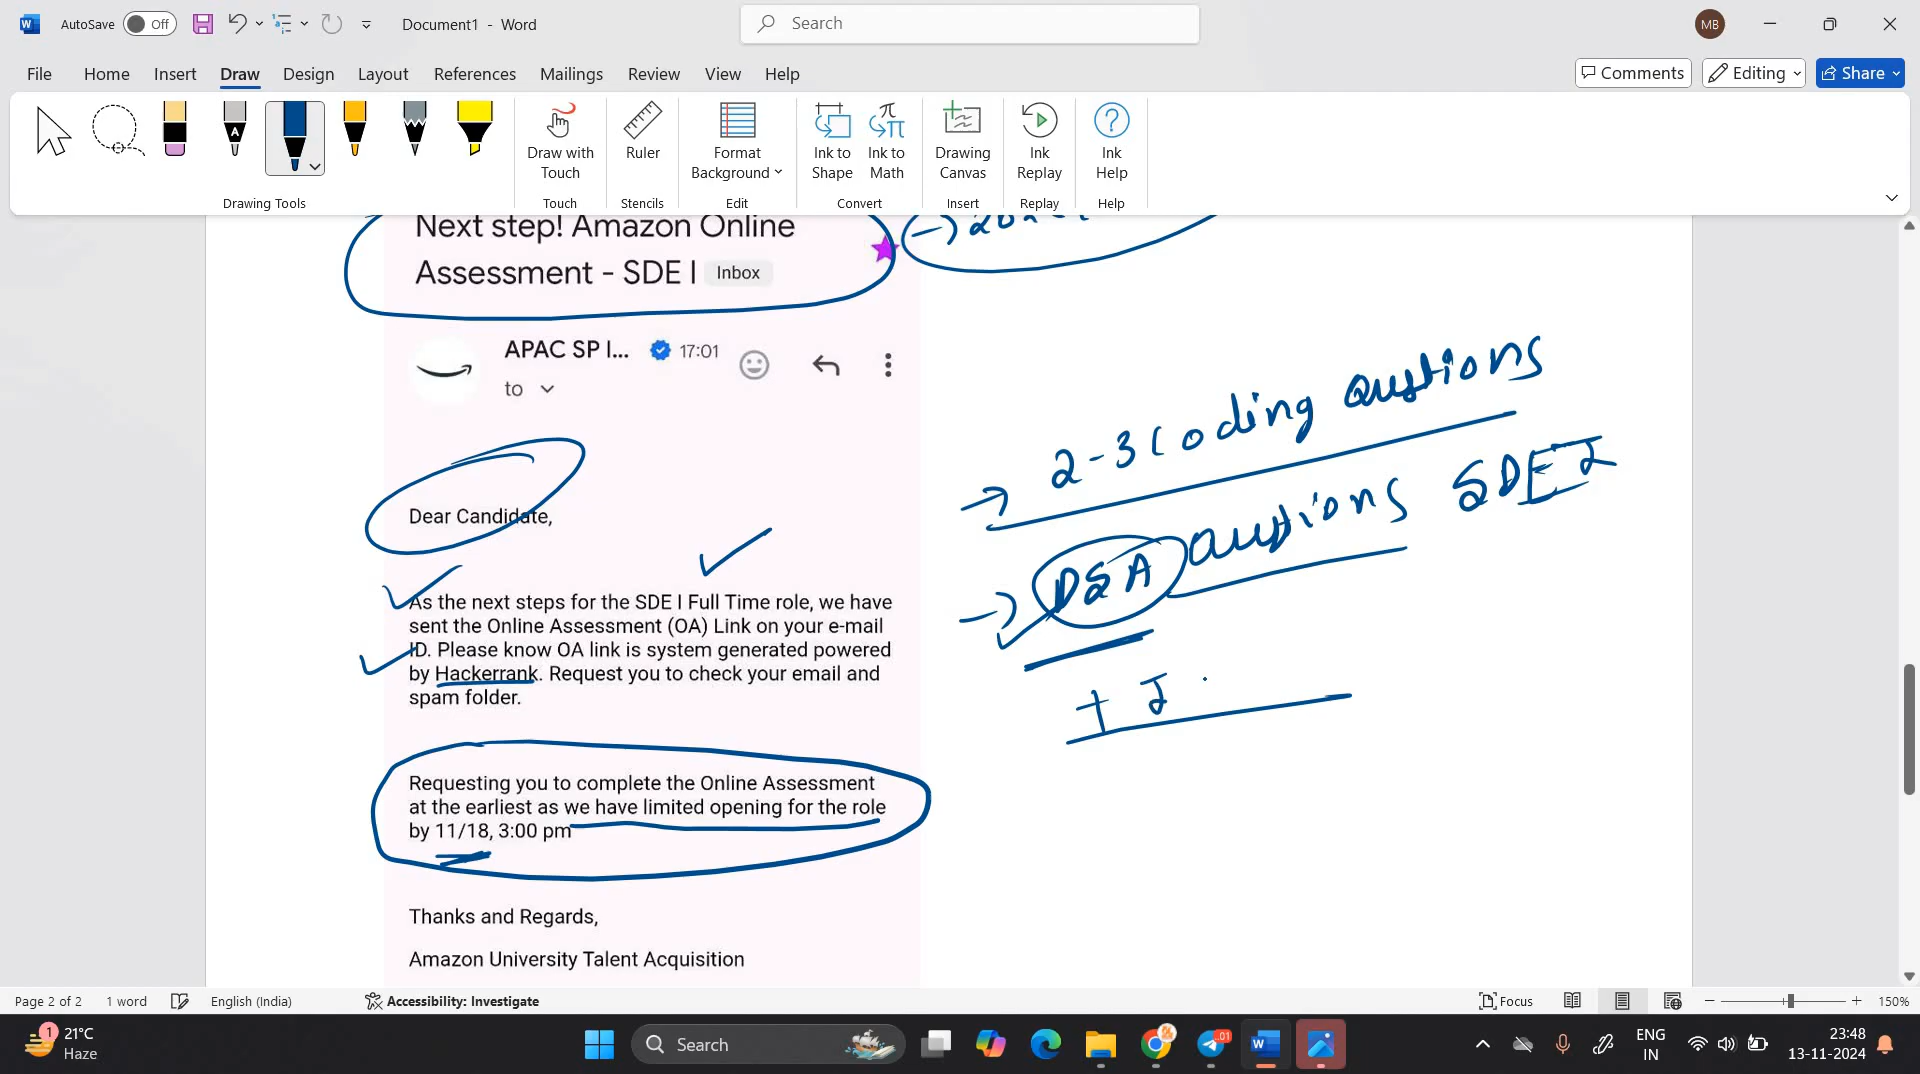 AutoSave Off Document1 - Word Search MB
File Home Insert Draw Design Layout References Mailings Review View Help Comments Editing Share
A
Draw with Touch Ruler Format Background Ink to Shape Ink to Math Drawing Canvas Ink Replay Ink Help
Drawing Tools Touch Stencils Edit Convert Insert Replay Help
Next step! Amazon Online
Assessment - SDE I Inbox
APAC SP I... 17:01
to
Dear Candidate,
As the next steps for the SDE I Full Time role, we have
sent the Online Assessment (OA) Link on your e-mail
ID. Please know OA link is system generated powered
by Hackerrank. Request you to check your email and
spam folder.
Requesting you to complete the Online Assessment
at the earliest as we have limited opening for the role
by 11/18, 3:00 pm
Thanks and Regards,
Amazon University Talent Acquisition
→ 2-3 Coding Questions
→ DSA Questions SDE I
+ I
Page 2 of 2 1 word English (India) Accessibility: Investigate Focus 150%
1 21°C
Haze
Search
.01
ENG
IN
23:48
13-11-2024